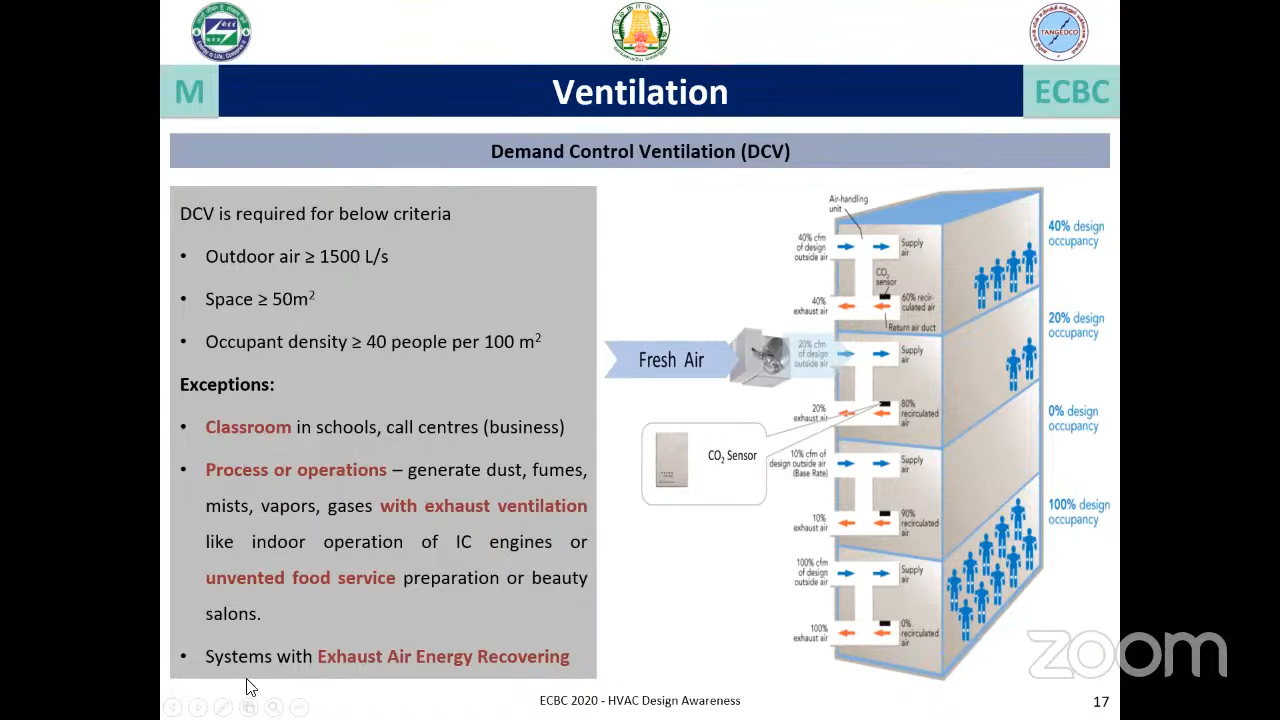 TANGEDCO
M
Ventilation
ECBC
Demand Control Ventilation (DCV)
DCV is required for below criteria
• Outdoor air ≥ 1500 L/s
• Space ≥ 50m²
• Occupant density ≥ 40 people per 100 m²
Exceptions:
• Classroom in schools, call centres (business)
• Process or operations – generate dust, fumes,
mists, vapors, gases with exhaust ventilation
like indoor operation of IC engines or
unvented food service preparation or beauty
salons.
• Systems with Exhaust Air Energy Recovering
Air-handling
unit
40% cfm
of design
outside air
Supply
air
CO₂
sensor
40%
exhaust air
60% recir-
culated air
Return air duct
40% design
occupancy
Fresh Air
20% cfm
of design
outside air
Supply
air
20%
exhaust air
80%
recirculated
air
20% design
occupancy
CO₂ Sensor
10% cfm of
design outside air
(Base Rate)
Supply
air
10%
exhaust air
90%
recirculated
air
0% design
occupancy
100% cfm
of design
outside air
Supply
air
100%
exhaust air
0%
recirculated
air
100% design
occupancy
zoom
ECBC 2020 - HVAC Design Awareness
17